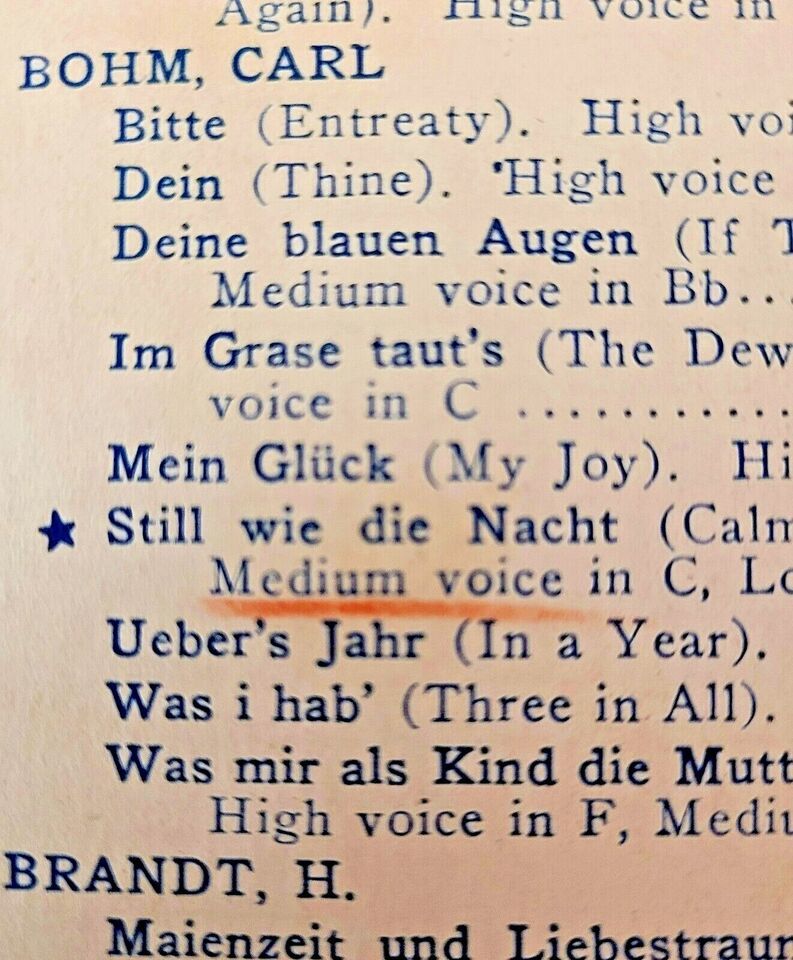 Again). High voice in
BOHM, CARL
Bitte (Entreaty). High
Dein (Thine). High voice
Deine blauen Augen (If
Medium voice in Bb...
Im Grase taut's (The Dew
voice in C ............
Mein Glück (My Joy).
★ Still wie die Nacht (Calm
Medium voice in C,
Ueber's Jahr (In a Year).
Was i hab' (Three in All).
Was mir als Kind die
High voice in F,
BRANDT, H.
Maienzeit und